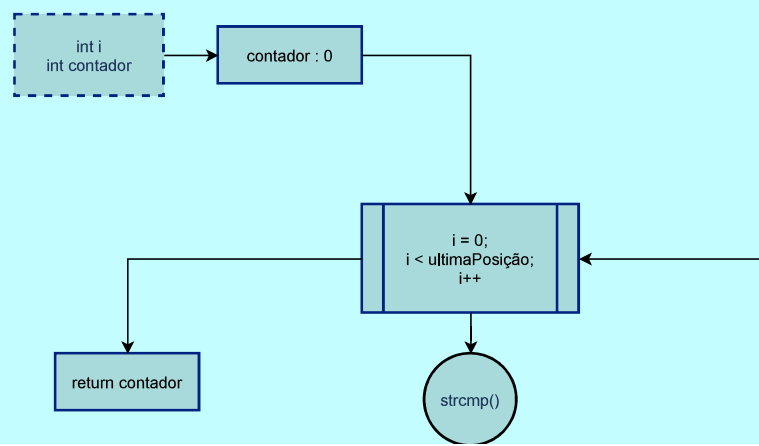 int i
int contador
contador : 0
i = 0;
i < ultimaPosição;
i++
return contador
strcmp()